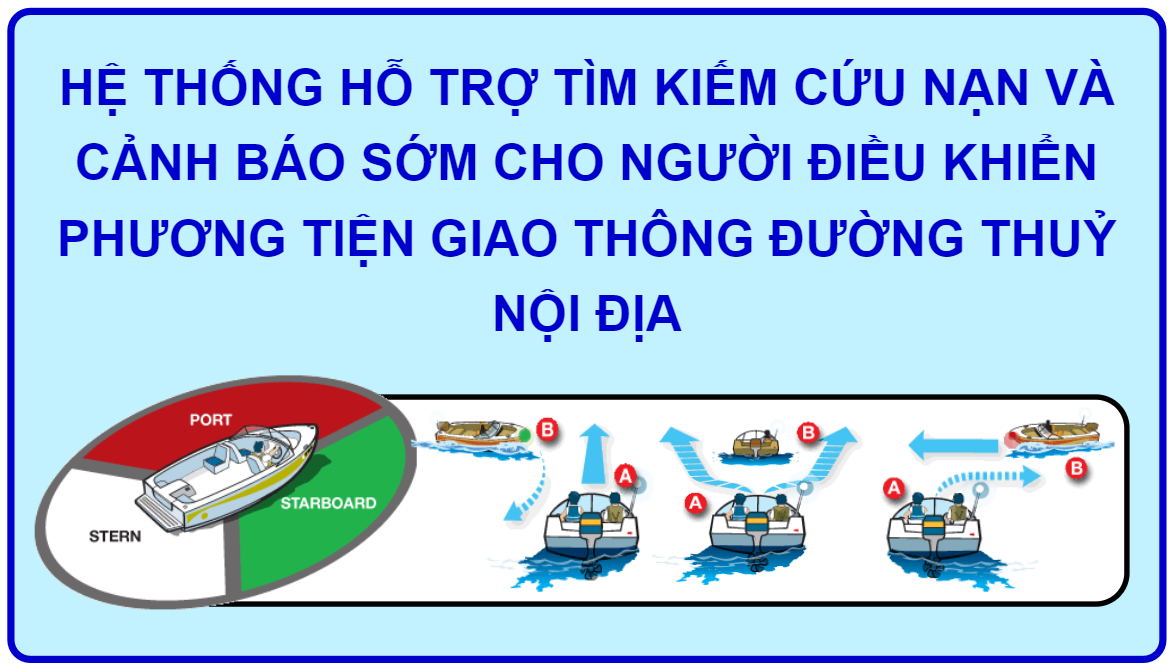 HỆ THỐNG HỖ TRỢ TÌM KIẾM CỨU NẠN VÀ
CẢNH BÁO SỚM CHO NGƯỜI ĐIỀU KHIỂN
PHƯƠNG TIỆN GIAO THÔNG ĐƯỜNG THUỶ
NỘI ĐỊA
PORT
STARBOARD
STERN
B
A
B
A
B
A